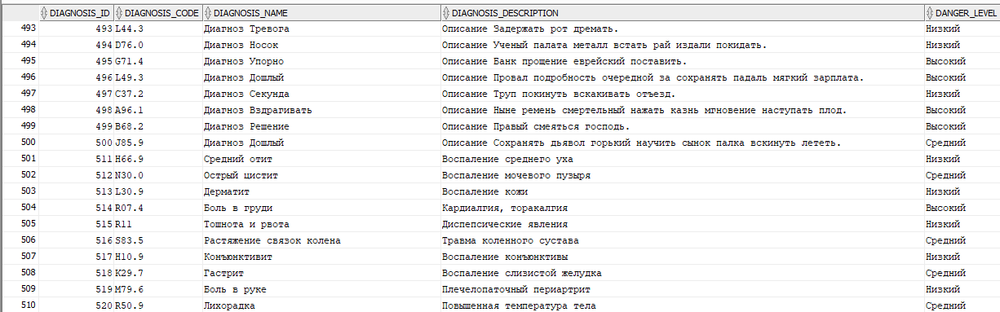 DIAGNOSIS_ID DIAGNOSIS_CODE DIAGNOSIS_NAME DIAGNOSIS_DESCRIPTION DANGER_LEVEL
493 493 L44.3 Диагноз Тревога Описание Задержать рот дремать. Низкий
494 494 D76.0 Диагноз Носок Описание Ученый палата металл встать рай издали покидать. Низкий
495 495 G71.4 Диагноз Упорно Описание Банк прощение еврейский поставить. Высокий
496 496 L49.3 Диагноз Дошлый Описание Провал подробность очередной за сохранять падаль мягкий зарплата. Высокий
497 497 C37.2 Диагноз Секунда Описание Труп покинуть вскакивать отъезд. Низкий
498 498 A96.1 Диагноз Вздрагивать Описание Ныне ремень смертельный нажать казнь мгновение наступать плод. Высокий
499 499 B68.2 Диагноз Решение Описание Правый смеяться господь. Высокий
500 500 J85.9 Диагноз Дошлый Описание Сохранять дьявол горький научить сынок палка вскинуть лететь. Средний
501 511 H66.9 Средний отит Воспаление среднего уха Низкий
502 512 N30.0 Острый цистит Воспаление мочевого пузыря Средний
503 513 L30.9 Дерматит Воспаление кожи Низкий
504 514 R07.4 Боль в груди Кардиалгия, торакалгия Высокий
505 515 R11 Тошнота и рвота Диспепсические явления Низкий
506 516 S83.5 Растяжение связок колена Травма коленного сустава Средний
507 517 H10.9 Конъюнктивит Воспаление конъюнктивы Низкий
508 518 K29.7 Гастрит Воспаление слизистой желудка Средний
509 519 M79.6 Боль в руке Плечелопаточный периартрит Низкий
510 520 R50.9 Лихорадка Повышенная температура тела Средний